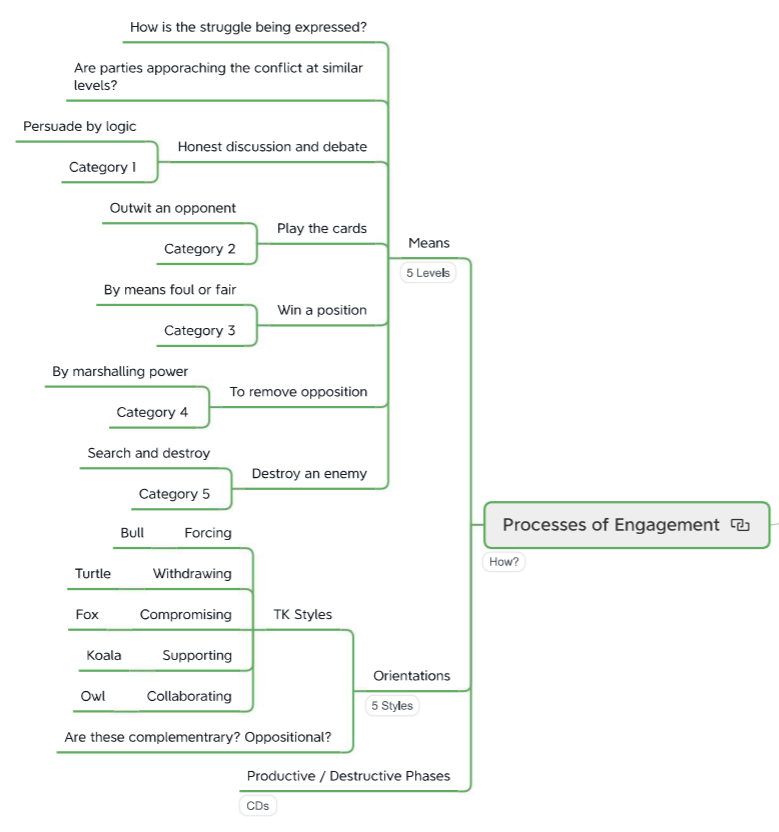 How is the struggle being expressed?
Are parties apporaching the conflict at similar
levels?
Persuade by logic
Honest discussion and debate
Category 1
Outwit an opponent
Play the cards
Category 2
Means
5 Levels
By means foul or fair
Win a position
Category 3
By marshalling power
To remove opposition
Category 4
Search and destroy
Destroy an enemy
Category 5
Processes of Engagement
How?
Bull Forcing
Turtle Withdrawing
Fox Compromising
TK Styles
Koala Supporting
Owl Collaborating
Orientations
5 Styles
Are these complementrary? Oppositional?
Productive / Destructive Phases
CDs